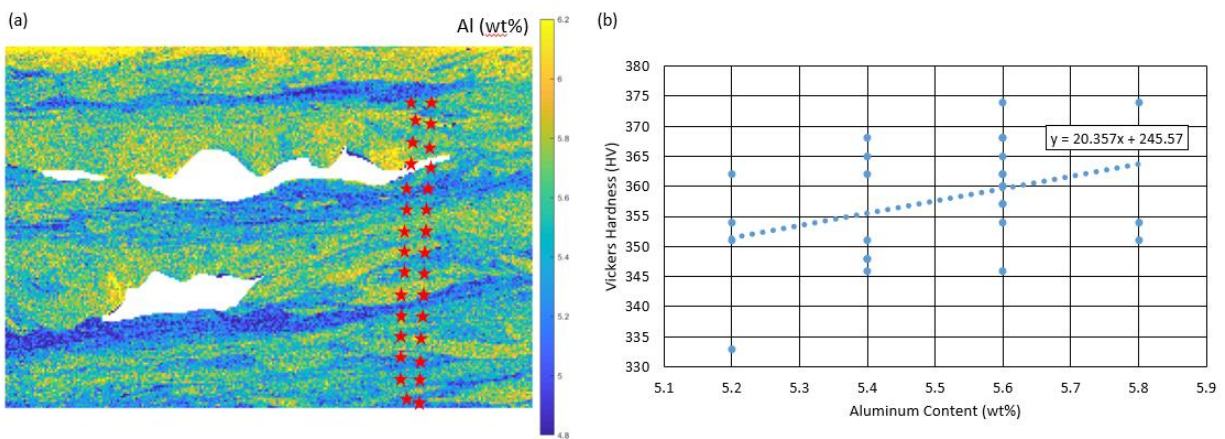 (a)
Al (wt%)
6.2
6
5.8
5.6
5.4
5.2
5
4.8
(b)
380
375
370
365
360
355
350
345
340
335
330
Vickers Hardness (HV)
y = 20.357x + 245.57
5.1 5.2 5.3 5.4 5.5 5.6 5.7 5.8 5.9
Aluminum Content (wt%)